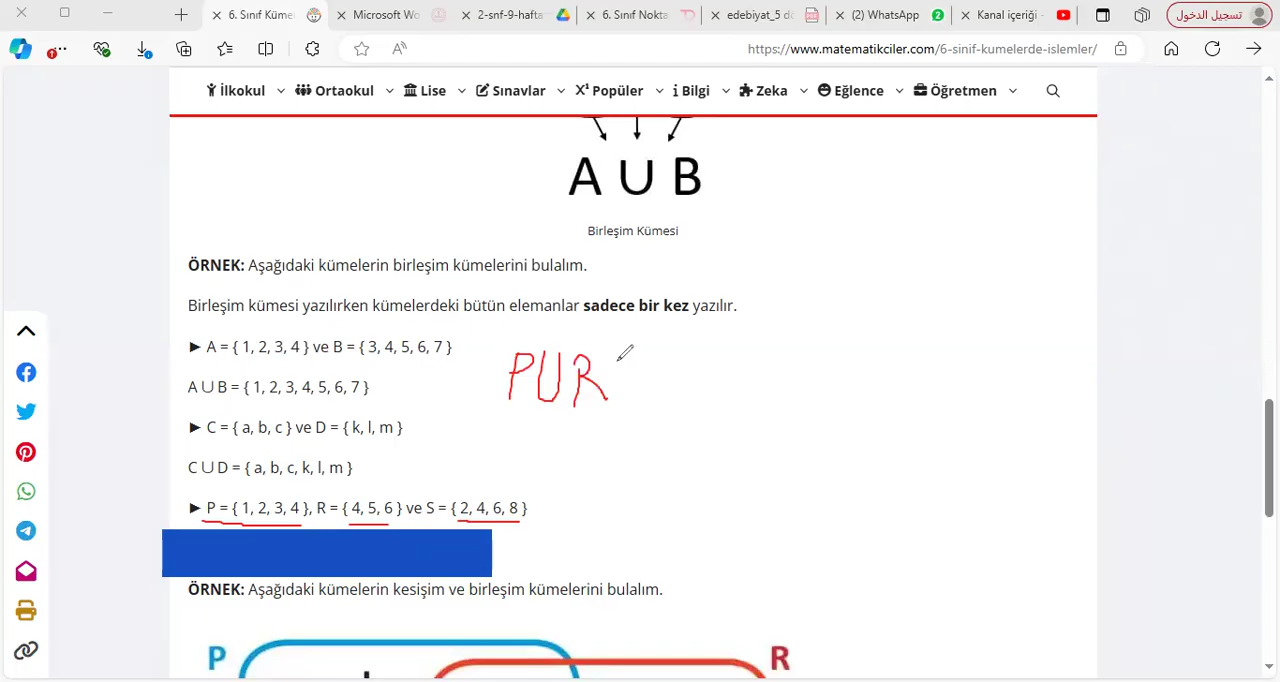 6. Sınıf Küme
Microsoft Wo
2-snf-9-hafta
6. Sınıf Nokta
edebiyat_5 dö
(2) WhatsApp
2
Kanal içeriği -
تسجيل الدخول
https://www.matematikciler.com/6-sinif-kumelerde-islemler/
İlkokul Ortaokul Lise Sınavlar Popüler Bilgi Zeka Eğlence Öğretmen
A ∪ B
Birleşim Kümesi
ÖRNEK: Aşağıdaki kümelerin birleşim kümelerini bulalım.
Birleşim kümesi yazılırken kümelerdeki bütün elemanlar sadece bir kez yazılır.
► A = { 1, 2, 3, 4 } ve B = { 3, 4, 5, 6, 7 }
PUR
A ∪ B = { 1, 2, 3, 4, 5, 6, 7 }
► C = { a, b, c } ve D = { k, l, m }
C ∪ D = { a, b, c, k, l, m }
► P = { 1, 2, 3, 4 }, R = { 4, 5, 6 } ve S = { 2, 4, 6, 8 }
ÖRNEK: Aşağıdaki kümelerin kesişim ve birleşim kümelerini bulalım.
P R